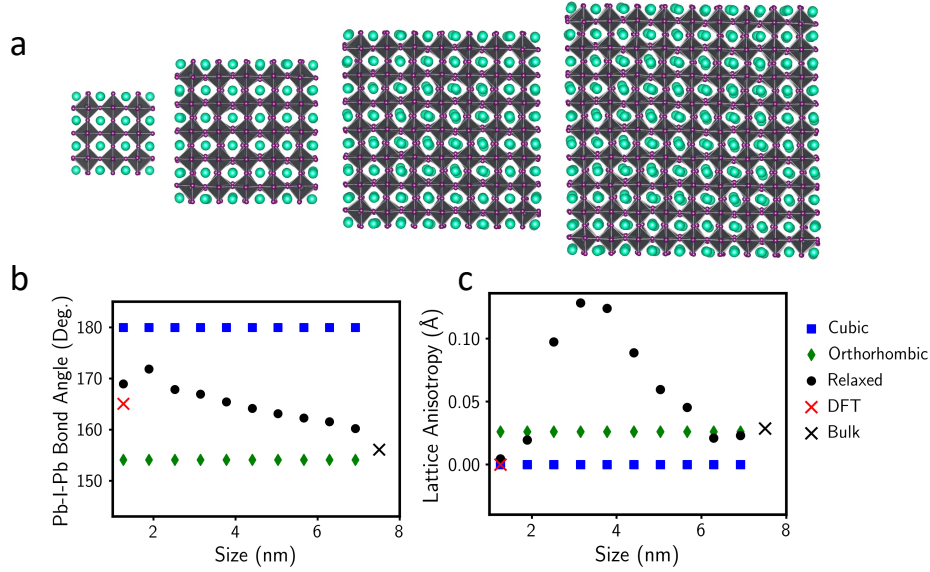 a
b
Pb-I-Pb Bond Angle (Deg.)
180
170
160
150
2
4
6
8
Size (nm)
c
Lattice Anisotropy (Å)
0.10
0.05
0.00
2
4
6
8
Size (nm)
Cubic
Orthorhombic
Relaxed
DFT
Bulk